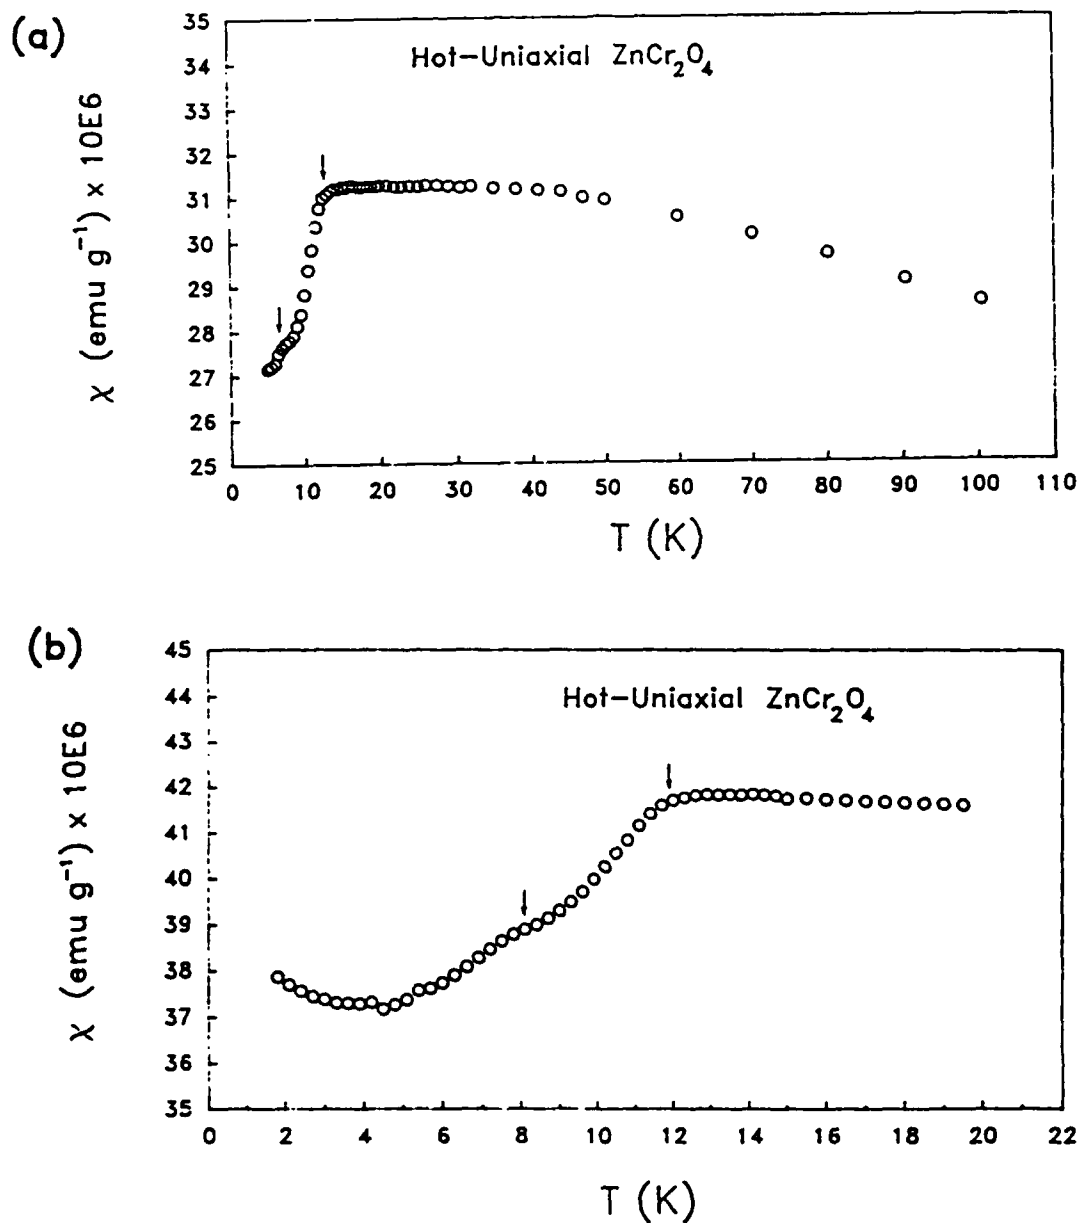 (a)
Hot-Uniaxial ZnCr₂O₄
χ (emu g⁻¹) x 10E6
35
34
33
32
31
30
29
28
27
26
25
0 10 20 30 40 50 60 70 80 90 100 110
T (K)
(b)
Hot-Uniaxial ZnCr₂O₄
χ (emu g⁻¹) x 10E6
45
44
43
42
41
40
39
38
37
36
35
0 2 4 6 8 10 12 14 16 18 20 22
T (K)